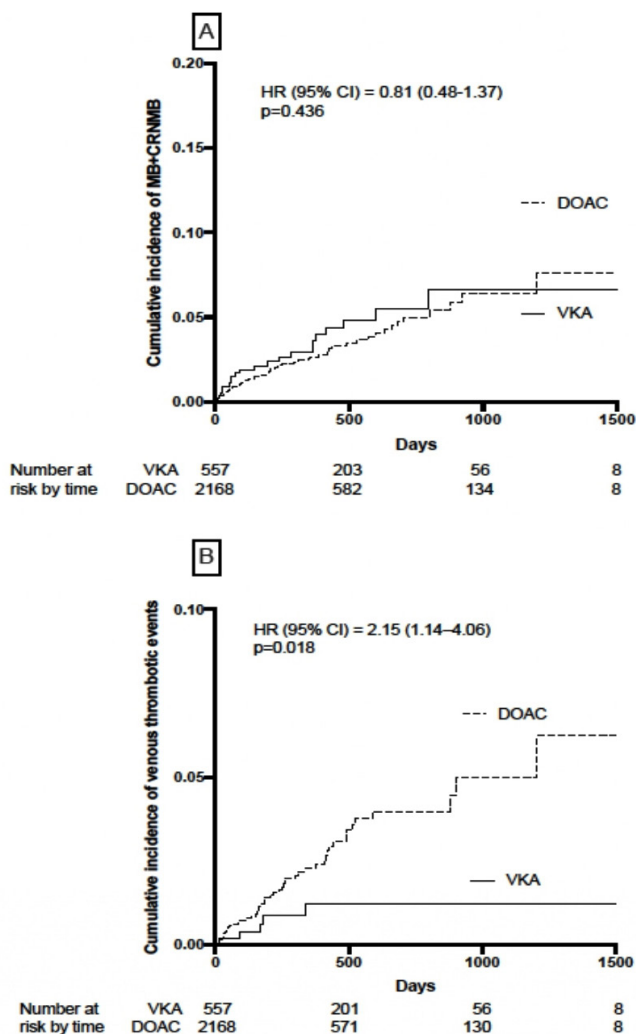 A
0.20
HR (95% CI) = 0.81 (0.48-1.37)
p=0.436
0.15
Cumulative incidence of MB+CRNMB
DOAC
0.10
0.05
VKA
0.00
0 500 1000 1500
Days
Number at VKA 557 203 56 8
risk by time DOAC 2168 582 134 8
B
0.10
HR (95% CI) = 2.15 (1.14–4.06)
p=0.018
Cumulative incidence of venous thrombotic events
DOAC
0.05
VKA
0.00
0 500 1000 1500
Days
Number at VKA 557 201 56 8
risk by time DOAC 2168 571 130 8